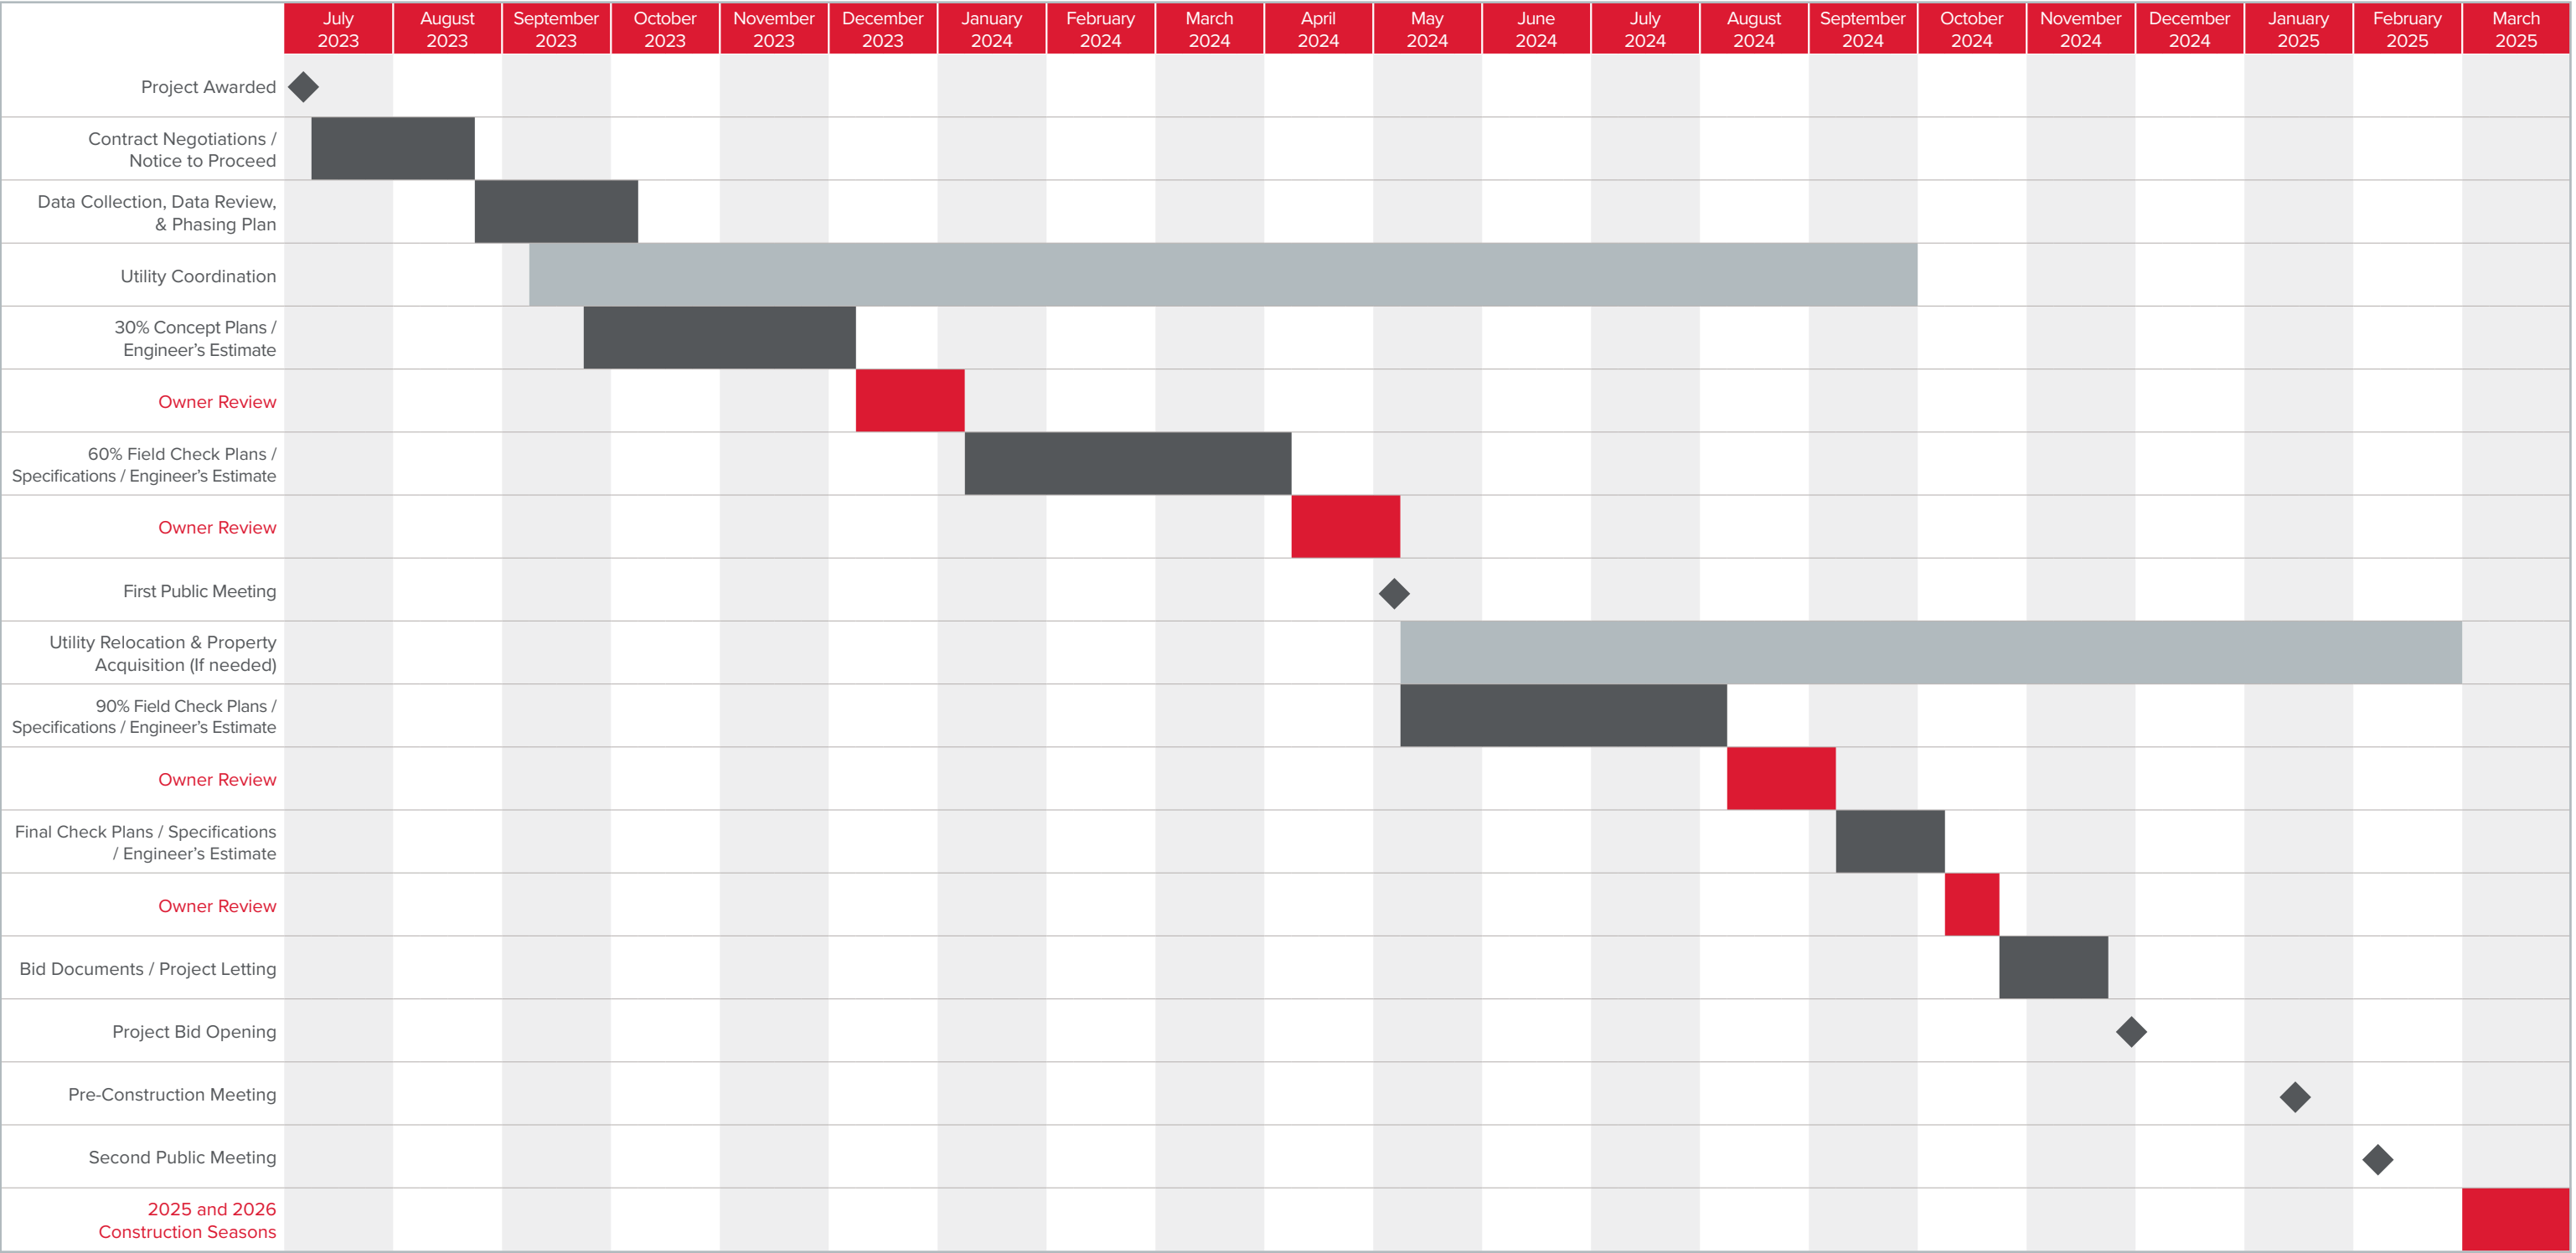 July
2023
August
2023
September
2023
October
2023
November
2023
December
2023
January
2024
February
2024
March
2024
April
2024
May
2024
June
2024
July
2024
August
2024
September
2024
October
2024
November
2024
December
2024
January
2025
February
2025
March
2025
Project Awarded
Contract Negotiations /
Notice to Proceed
Data Collection, Data Review,
& Phasing Plan
Utility Coordination
30% Concept Plans /
Engineer’s Estimate
Owner Review
60% Field Check Plans /
Specifications / Engineer’s Estimate
Owner Review
First Public Meeting
Utility Relocation & Property
Acquisition (If needed)
90% Field Check Plans /
Specifications / Engineer’s Estimate
Owner Review
Final Check Plans / Specifications
/ Engineer’s Estimate
Owner Review
Bid Documents / Project Letting
Project Bid Opening
Pre-Construction Meeting
Second Public Meeting
2025 and 2026
Construction Seasons